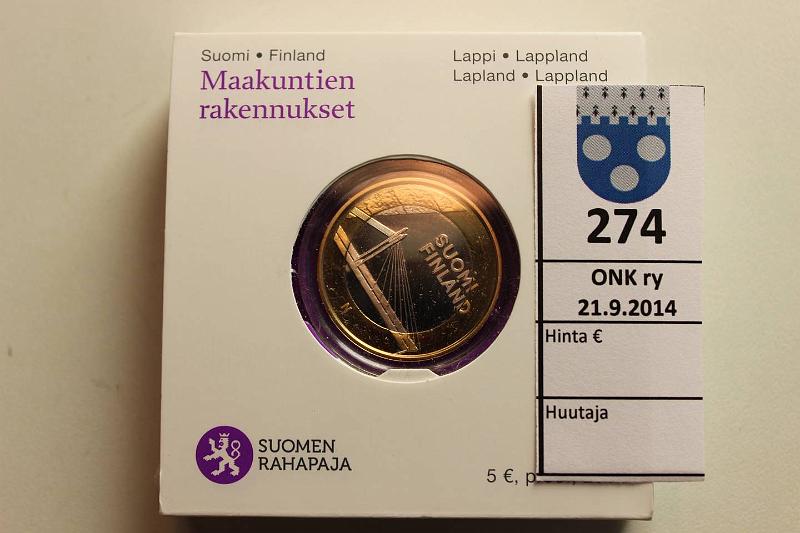 Suomi • Finland
Maakuntien
rakennukset
Lappi • Lappland
Lapland • Lappland
SUOMI
FINLAND
SUOMEN
RAHAPAJA
5 €,
274
ONK ry
21.9.2014
Hinta €
Huutaja